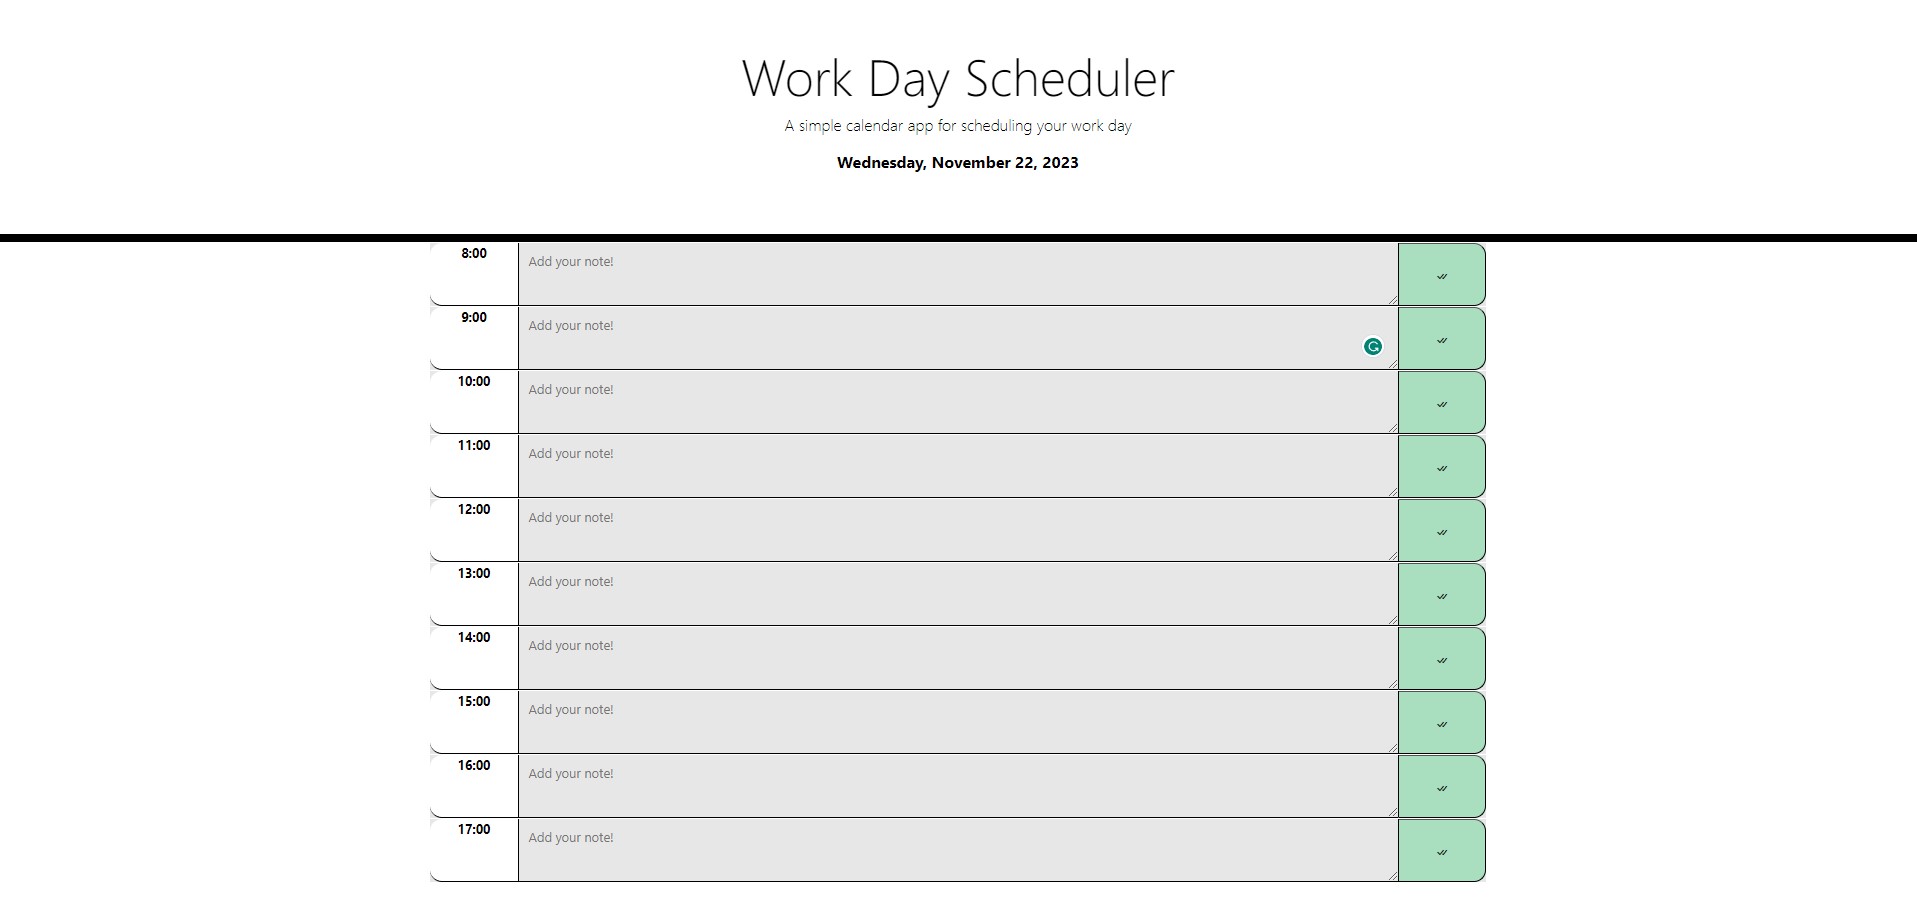 Work Day Scheduler
A simple calendar app for scheduling your work day
Wednesday, November 22, 2023
8:00 Add your note!
9:00 Add your note!
10:00 Add your note!
11:00 Add your note!
12:00 Add your note!
13:00 Add your note!
14:00 Add your note!
15:00 Add your note!
16:00 Add your note!
17:00 Add your note!